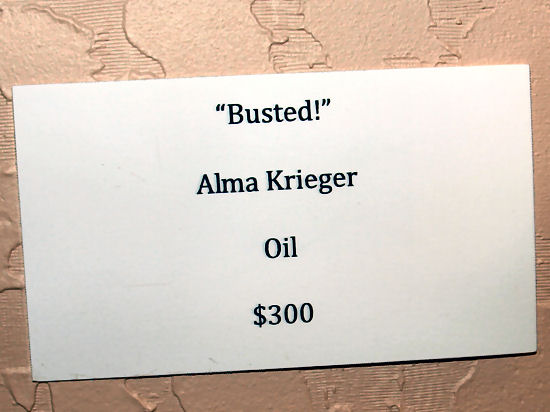 “Busted!”
Alma Krieger
Oil
$300